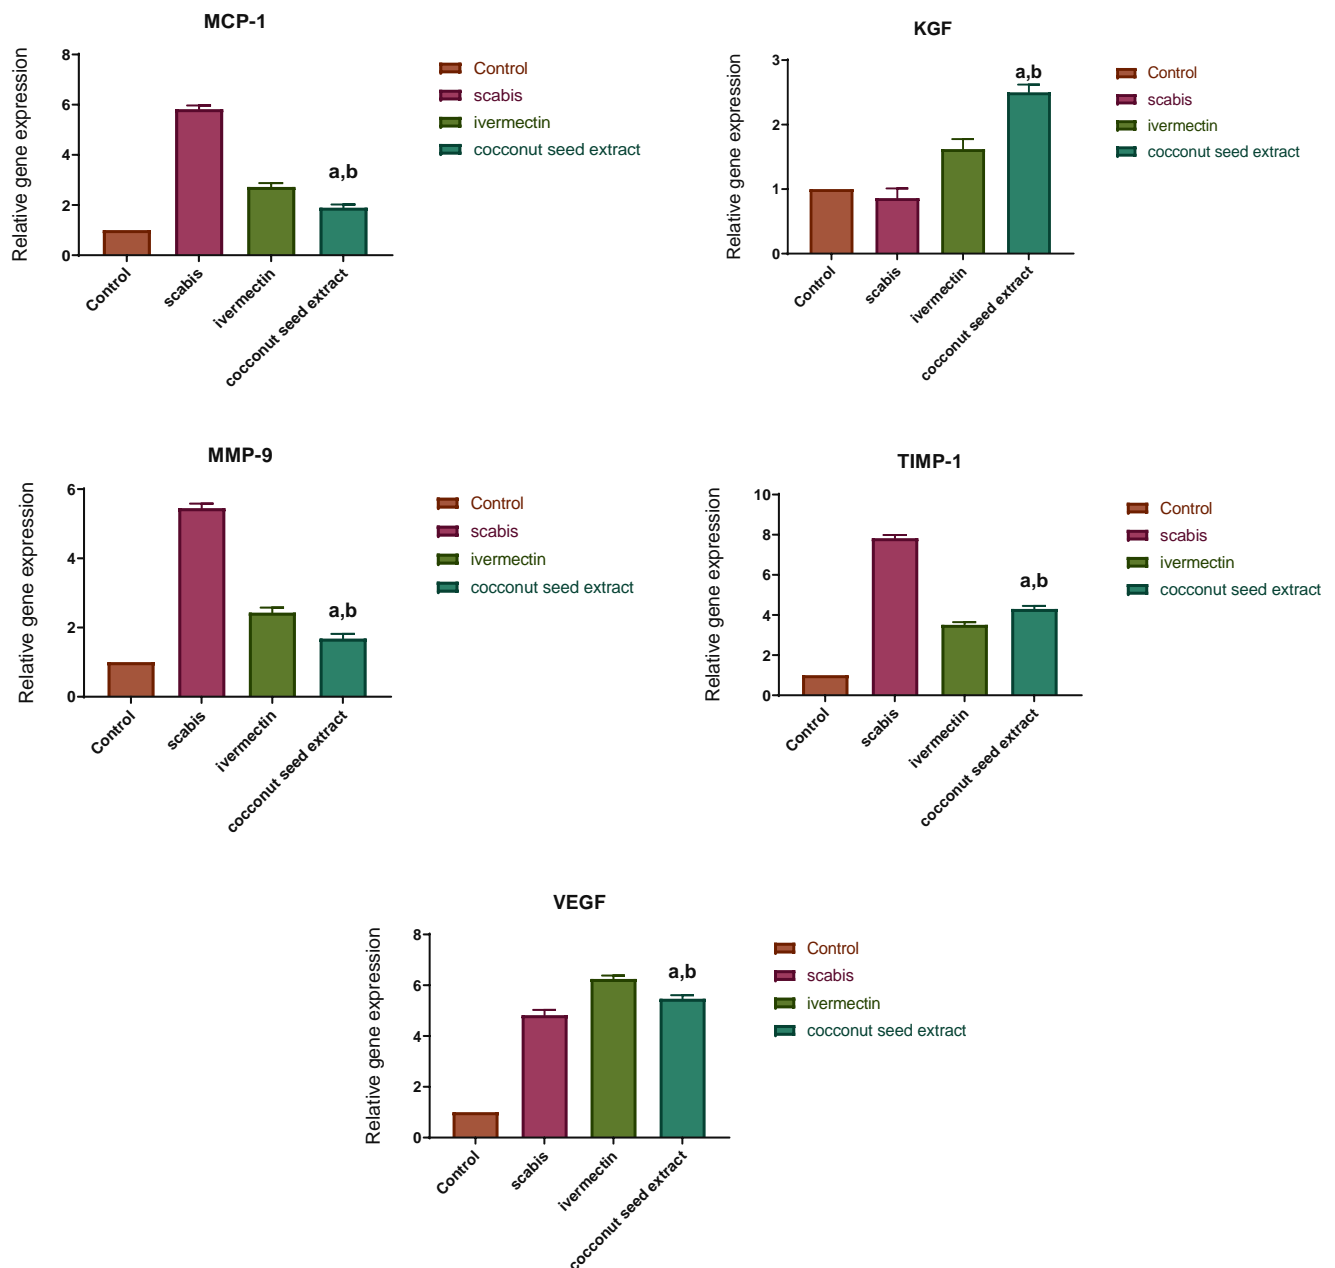 MCP-1
Relative gene expression
8
6
4
2
0
a,b
Control
scabis
ivermectin
cocconut seed extract
Control
scabis
ivermectin
cocconut seed extract
KGF
Relative gene expression
3
2
1
0
a,b
Control
scabis
ivermectin
cocconut seed extract
Control
scabis
ivermectin
cocconut seed extract
MMP-9
Relative gene expression
6
4
2
0
a,b
Control
scabis
ivermectin
cocconut seed extract
Control
scabis
ivermectin
cocconut seed extract
TIMP-1
Relative gene expression
10
8
6
4
2
0
a,b
Control
scabis
ivermectin
cocconut seed extract
Control
scabis
ivermectin
cocconut seed extract
VEGF
Relative gene expression
8
6
4
2
0
a,b
Control
scabis
ivermectin
cocconut seed extract
Control
scabis
ivermectin
cocconut seed extract